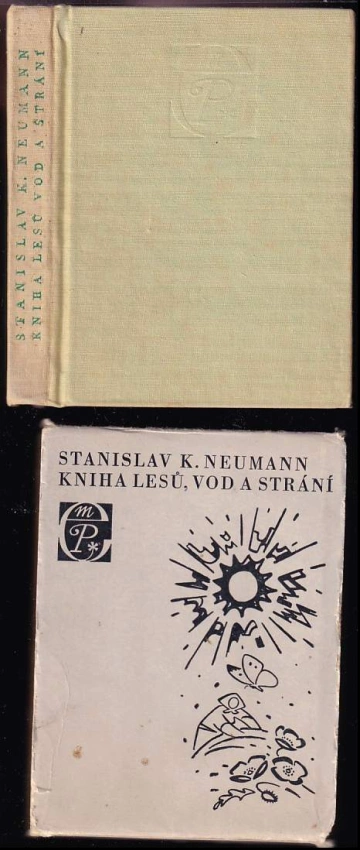 STANISLAV K. NEUMANN
KNIHA LESŮ VOD A STRÁNÍ
STANISLAV K. NEUMANN
KNIHA LESŮ, VOD A STRÁNÍ
m
P*